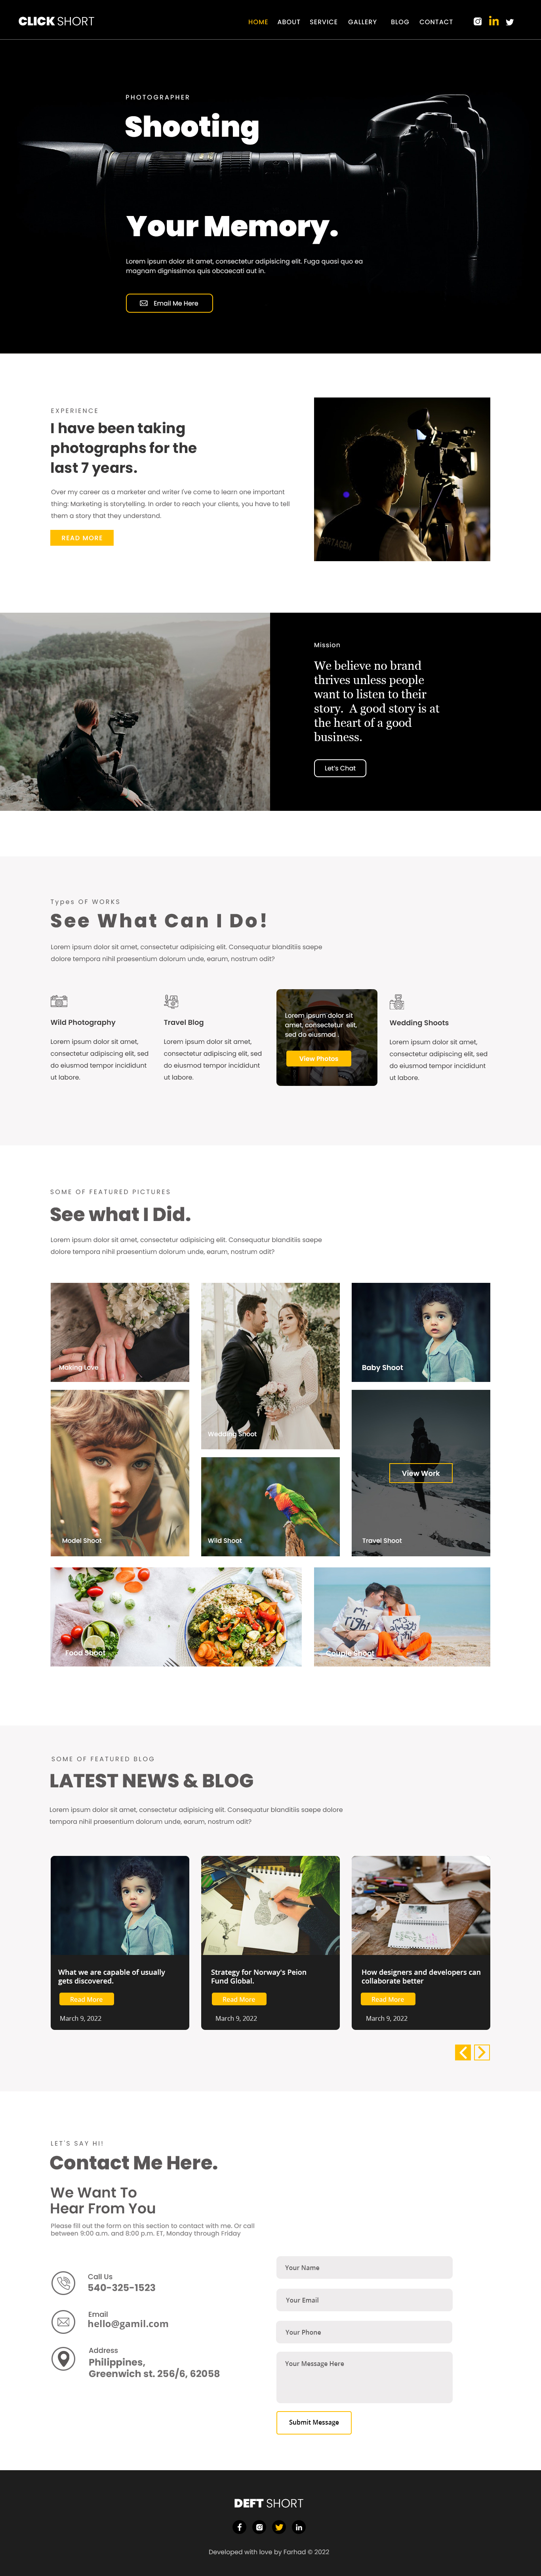 CLICK SHORT
HOME ABOUT SERVICE GALLERY BLOG CONTACT
PHOTOGRAPHER
Shooting
Your Memory.
Lorem ipsum dolor sit amet, consectetur adipisicing elit. Fuga quasi quo ea
magnam dignissimos quis obcaecati aut in.
Email Me Here
EXPERIENCE
I have been taking
photographs for the
last 7 years.
Over my career as a marketer and writer I've come to learn one important
thing: Marketing is storytelling. In order to reach your clients, you have to tell
them a story that they understand.
READ MORE
Mission
We believe no brand
thrives unless people
want to listen to their
story. A good story is at
the heart of a good
business.
Let's Chat
Types OF WORKS
See What Can I Do!
Lorem ipsum dolor sit amet, consectetur adipisicing elit. Consequatur blanditiis saepe
dolore tempora nihil praesentium dolorum unde, earum, nostrum odit?
Wild Photography
Lorem ipsum dolor sit amet,
consectetur adipiscing elit, sed
do eiusmod tempor incididunt
ut labore.
Travel Blog
Lorem ipsum dolor sit amet,
consectetur adipiscing elit, sed
do eiusmod tempor incididunt
ut labore.
Lorem ipsum dolor sit
amet, consectetur elit,
sed do eiusmod .
View Photos
Wedding Shoots
Lorem ipsum dolor sit amet,
consectetur adipiscing elit, sed
do eiusmod tempor incididunt
ut labore.
SOME OF FEATURED PICTURES
See what I Did.
Lorem ipsum dolor sit amet, consectetur adipisicing elit. Consequatur blanditiis saepe
dolore tempora nihil praesentium dolorum unde, earum, nostrum odit?
Making Love
Wedding Shoot
Baby Shoot
Model Shoot
Wild Shoot
View Work
Travel Shoot
Food Shoot
Couple Shoot
SOME OF FEATURED BLOG
LATEST NEWS & BLOG
Lorem ipsum dolor sit amet, consectetur adipisicing elit. Consequatur blanditiis saepe dolore
tempora nihil praesentium dolorum unde, earum, nostrum odit?
What we are capable of usually
gets discovered.
Read More
March 9, 2022
Strategy for Norway's Peion
Fund Global.
Read More
March 9, 2022
How designers and developers can
collaborate better
Read More
March 9, 2022
LET'S SAY HI!
Contact Me Here.
We Want To
Hear From You
Please fill out the form on this section to contact with me. Or call
between 9:00 a.m. and 8:00 p.m. ET, Monday through Friday
Call Us
540-325-1523
Email
hello@gamil.com
Address
Philippines,
Greenwich st. 256/6, 62058
Your Name
Your Email
Your Phone
Your Message Here
Submit Message
DEFT SHORT
Developed with love by Farhad © 2022